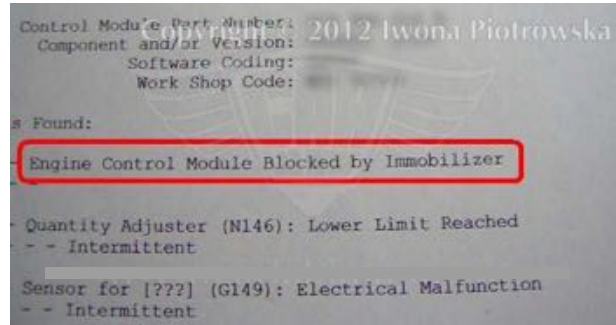 Control Module Part Number:
Copyright © 2012 Iwona Piotrowska
Component and/or Version:
Software Coding:
Work Shop Code:
s Found:
- Engine Control Module Blocked by Immobilizer
- Quantity Adjuster (N146): Lower Limit Reached
- - - Intermittent
Sensor for [???] (G149): Electrical Malfunction
- - Intermittent